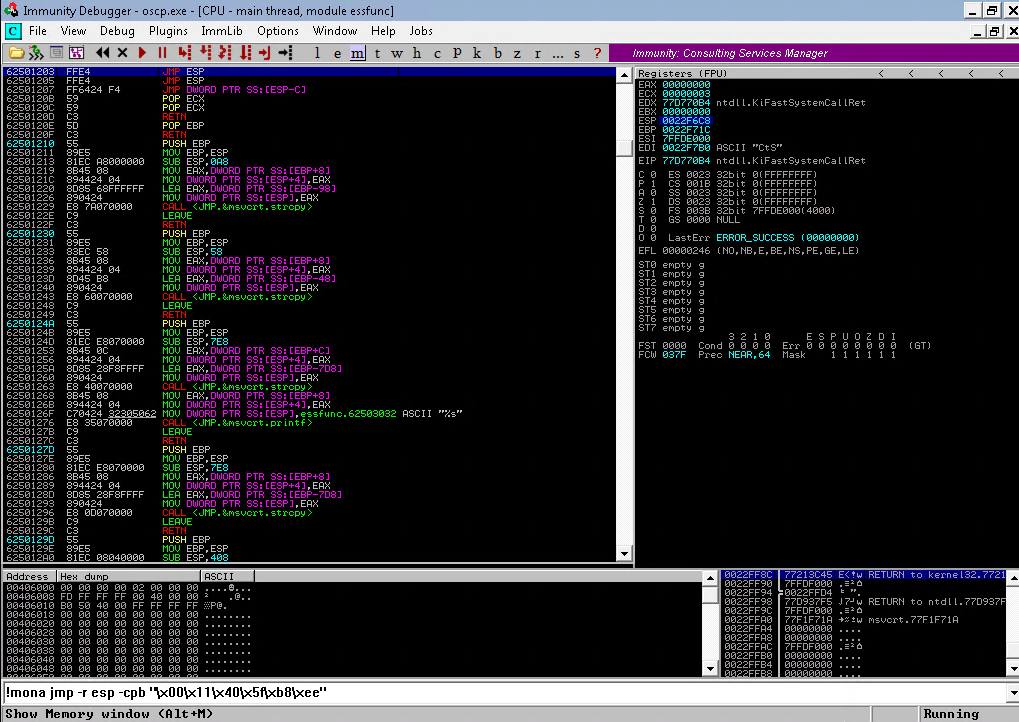 Immunity Debugger - oscp.exe - [CPU - main thread, module essfunc]
C File View Debug Plugins ImmLib Options Window Help Jobs
l e m t w h c p k b z r ... s ? Immunity: Consulting Services Manager
62501203 FFE4 JMP ESP
62501205 FFE4 JMP ESP
62501207 FF6424 F4 JMP DWORD PTR SS:[ESP-C]
6250120B 59 POP ECX
6250120C 59 POP ECX
6250120D C3 RETN
6250120E 5D POP EBP
6250120F C3 RETN
62501210 55 PUSH EBP
62501211 89E5 MOV EBP,ESP
62501213 81EC A8000000 SUB ESP,0A8
62501219 8B45 08 MOV EAX,DWORD PTR SS:[EBP+8]
6250121C 894424 04 MOV DWORD PTR SS:[ESP+4],EAX
62501220 8D85 68FFFFFF LEA EAX,DWORD PTR SS:[EBP-98]
62501226 890424 MOV DWORD PTR SS:[ESP],EAX
62501229 E8 7A070000 CALL <JMP.&msvcrt.strcpy>
6250122E C9 LEAVE
6250122F C3 RETN
62501230 55 PUSH EBP
62501231 89E5 MOV EBP,ESP
62501233 83EC 58 SUB ESP,58
62501236 8B45 08 MOV EAX,DWORD PTR SS:[EBP+8]
62501239 894424 04 MOV DWORD PTR SS:[ESP+4],EAX
6250123D 8D45 B8 LEA EAX,DWORD PTR SS:[EBP-48]
62501240 890424 MOV DWORD PTR SS:[ESP],EAX
62501243 E8 60070000 CALL <JMP.&msvcrt.strcpy>
62501248 C9 LEAVE
62501249 C3 RETN
6250124A 55 PUSH EBP
6250124B 89E5 MOV EBP,ESP
6250124D 81EC E8070000 SUB ESP,7E8
62501253 8B45 0C MOV EAX,DWORD PTR SS:[EBP+C]
62501256 894424 04 MOV DWORD PTR SS:[ESP+4],EAX
6250125A 8D85 28F8FFFF LEA EAX,DWORD PTR SS:[EBP-7D8]
62501260 890424 MOV DWORD PTR SS:[ESP],EAX
62501263 E8 40070000 CALL <JMP.&msvcrt.strcpy>
62501268 8B45 08 MOV EAX,DWORD PTR SS:[EBP+8]
6250126B 894424 04 MOV DWORD PTR SS:[ESP+4],EAX
6250126F C70424 32305062 MOV DWORD PTR SS:[ESP],essfunc.62503032 ASCII "%s"
62501276 E8 35070000 CALL <JMP.&msvcrt.printf>
6250127B C9 LEAVE
6250127C C3 RETN
6250127D 55 PUSH EBP
6250127E 89E5 MOV EBP,ESP
62501280 81EC E8070000 SUB ESP,7E8
62501286 8B45 08 MOV EAX,DWORD PTR SS:[EBP+8]
62501289 894424 04 MOV DWORD PTR SS:[ESP+4],EAX
6250128D 8D85 28F8FFFF LEA EAX,DWORD PTR SS:[EBP-7D8]
62501293 890424 MOV DWORD PTR SS:[ESP],EAX
62501296 E8 0D070000 CALL <JMP.&msvcrt.strcpy>
6250129B C9 LEAVE
6250129C C3 RETN
6250129D 55 PUSH EBP
6250129E 89E5 MOV EBP,ESP
625012A0 81EC 08040000 SUB ESP,408
Registers (FPU) < < < < <
EAX 00000000
ECX 00000003
EDX 77D770B4 ntdll.KiFastSystemCallRet
EBX 00000000
ESP 0022F6C8
EBP 0022F71C
ESI 7FFDE000
EDI 0022F7B0 ASCII "CtS"
EIP 77D770B4 ntdll.KiFastSystemCallRet
C 0 ES 0023 32bit 0(FFFFFFFF)
P 1 CS 001B 32bit 0(FFFFFFFF)
A 0 SS 0023 32bit 0(FFFFFFFF)
Z 1 DS 0023 32bit 0(FFFFFFFF)
S 0 FS 003B 32bit 7FFDE000(4000)
T 0 GS 0000 NULL
D 0
O 0 LastErr ERROR_SUCCESS (00000000)
EFL 00000246 (NO,NB,E,BE,NS,PE,GE,LE)
ST0 empty g
ST1 empty g
ST2 empty g
ST3 empty g
ST4 empty g
ST5 empty g
ST6 empty g
ST7 empty g
3 2 1 0 E S P U O Z D I
FST 0000 Cond 0 0 0 0 Err 0 0 0 0 0 0 0 0 (GT)
FCW 037F Prec NEAR,64 Mask 1 1 1 1 1 1
Address Hex dump ASCII
00406000 00 00 00 00 02 00 00 00 ....@...
00406008 FD FF FF FF 00 40 00 00 ² .@..
00406010 B0 50 40 00 FF FF FF FF ░P@.
00406018 00 00 00 00 00 00 00 00 ........
00406020 00 00 00 00 00 00 00 00 ........
00406028 00 00 00 00 00 00 00 00 ........
00406030 00 00 00 00 00 00 00 00 ........
00406038 00 00 00 00 00 00 00 00 ........
00406040 00 00 00 00 00 00 00 00 ........
00406048 00 00 00 00 00 00 00 00 ........
0022FF8C 77213C45 E<!w RETURN to kernel32.7721
0022FF90 7FFDF000
0022FF94 0022FFD4
0022FF98 77D937F5 RETURN to ntdll.77D937F
0022FF9C 7FFDF000
0022FFA0 77F1F71A msvcrt.77F1F71A
0022FFA4 00000000 ....
0022FFA8 00000000 ....
0022FFAC 7FFDF000
0022FFB0 00000000 ....
0022FFB4 00000000 ....
0022FFB8 00000000 ....
!mona jmp -r esp -cpb "\x00\x11\x40\x5f\xb8\xee"
Show Memory window (Alt+M) Running